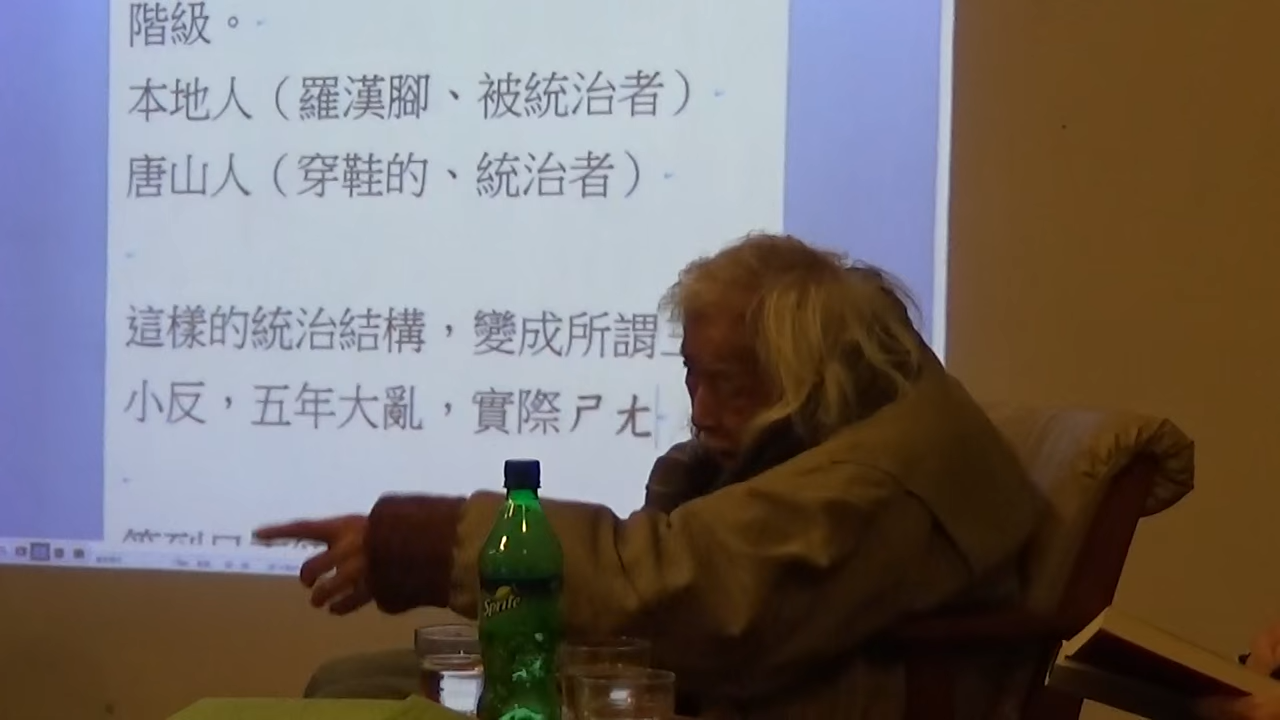 階級。
本地人（羅漢腳、被統治者）
唐山人（穿鞋的、統治者）
這樣的統治結構，變成所謂
小反，五年大亂，實際ㄕㄤ
Sprite